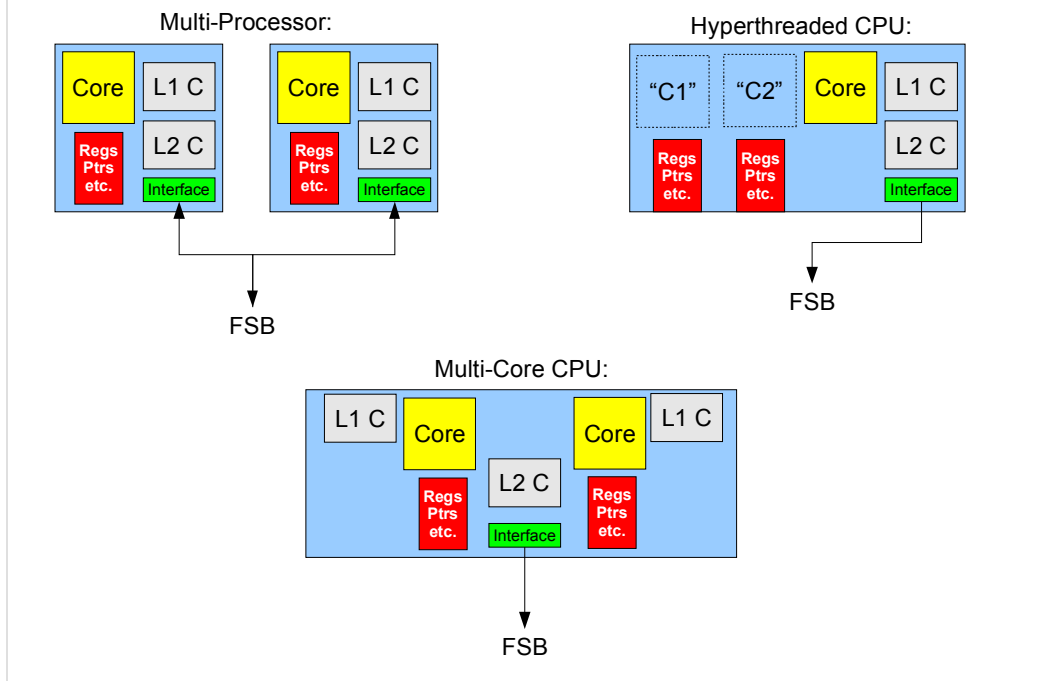 Multi-Processor:
Core
L1 C
L2 C
Regs
Ptrs
etc.
Interface
Core
L1 C
L2 C
Regs
Ptrs
etc.
Interface
FSB
Hyperthreaded CPU:
“C1”
“C2”
Core
L1 C
L2 C
Regs
Ptrs
etc.
Regs
Ptrs
etc.
Interface
FSB
Multi-Core CPU:
L1 C
Core
Core
L1 C
L2 C
Regs
Ptrs
etc.
Interface
Regs
Ptrs
etc.
FSB